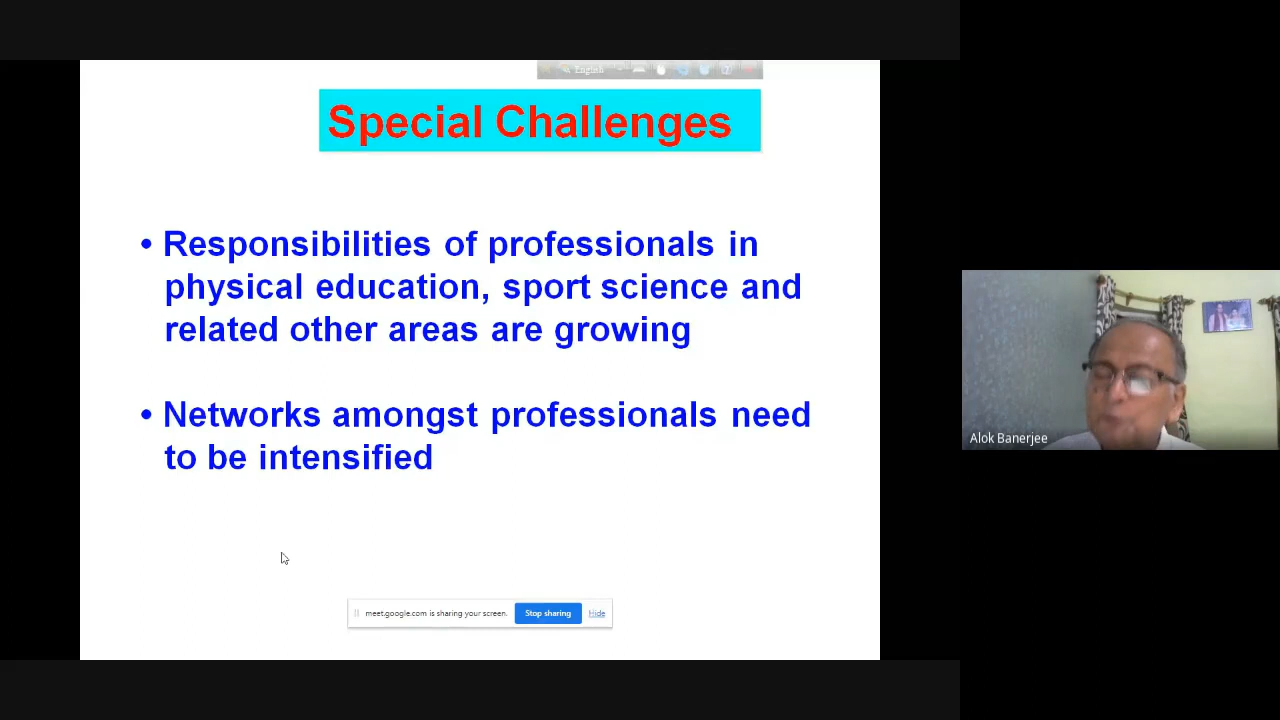 English
Special Challenges
• Responsibilities of professionals in
physical education, sport science and
related other areas are growing
• Networks amongst professionals need
to be intensified
Alok Banerjee
meet.google.com is sharing your screen. Stop sharing Hide